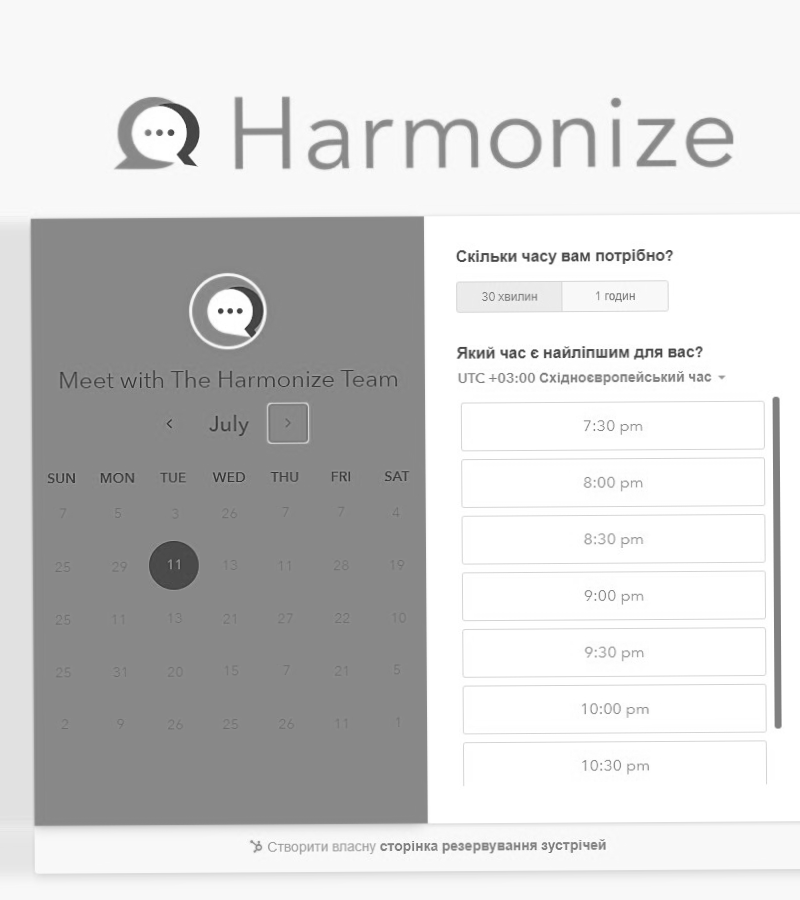 Harmonize
Meet with The Harmonize Team
July
SUN MON TUE WED THU FRI SAT
7 5 3 26 7 7 4
25 29 11 13 11 28 19
25 11 13 21 27 22 10
25 31 20 15 7 21 5
2 9 26 25 26 11 1
Скільки часу вам потрібно?
30 хвилин 1 годин
Який час є найліпшим для вас?
UTC +03:00 Східноєвропейський час
7:30 pm
8:00 pm
8:30 pm
9:00 pm
9:30 pm
10:00 pm
10:30 pm
Створити власну сторінка резервування зустрічей